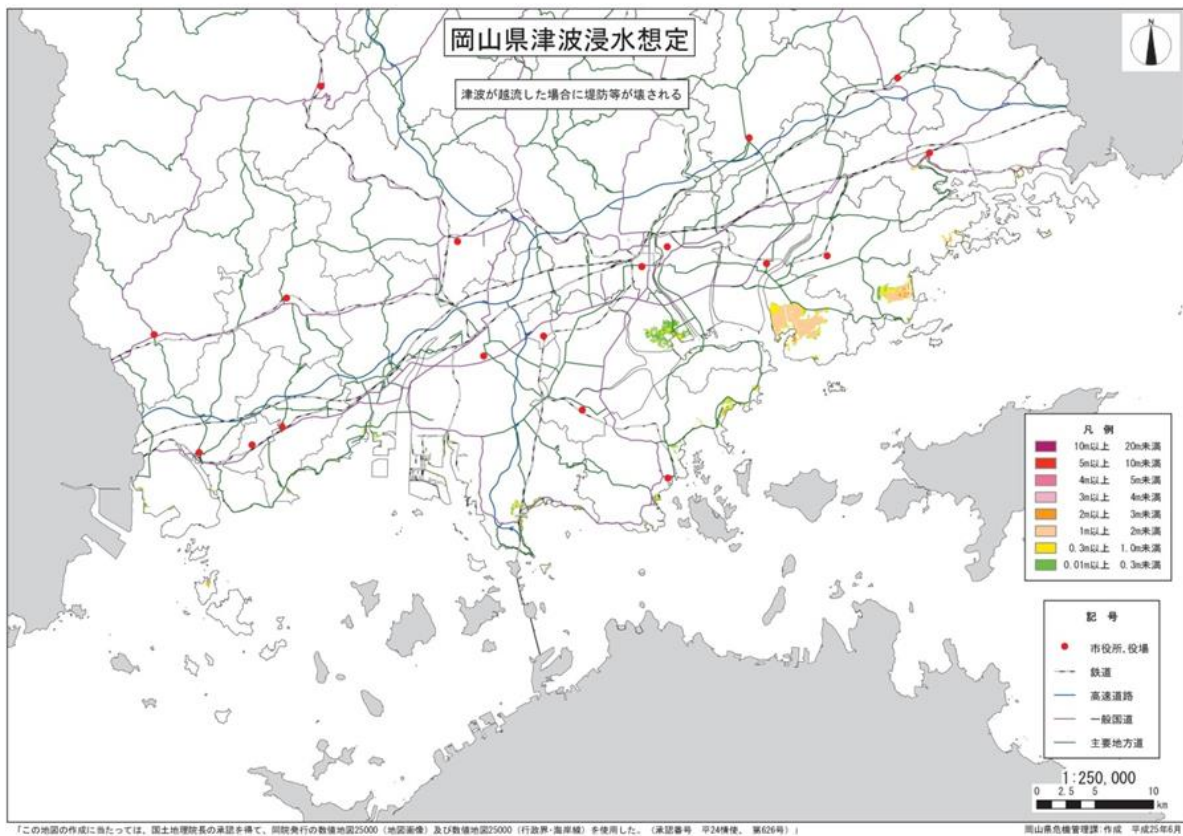 岡山県津波浸水想定
津波が越流した場合に堤防等が壊される
N
凡 例
10m以上 20m未満
5m以上 10m未満
4m以上 5m未満
3m以上 4m未満
2m以上 3m未満
1m以上 2m未満
0.3m以上 1.0m未満
0.01m以上 0.3m未満
記 号
市役所,役場
鉄道
高速道路
一般国道
主要地方道
1:250,000
0 2.5 5 10
km
「この地図の作成に当たっては、国土地理院長の承認を得て、同院発行の数値地図25000（地図画像）及び数値地図25000（行政界・海岸線）を使用した。（承認番号 平24情使、 第626号）」
岡山県危機管理課:作成 平成25年6月